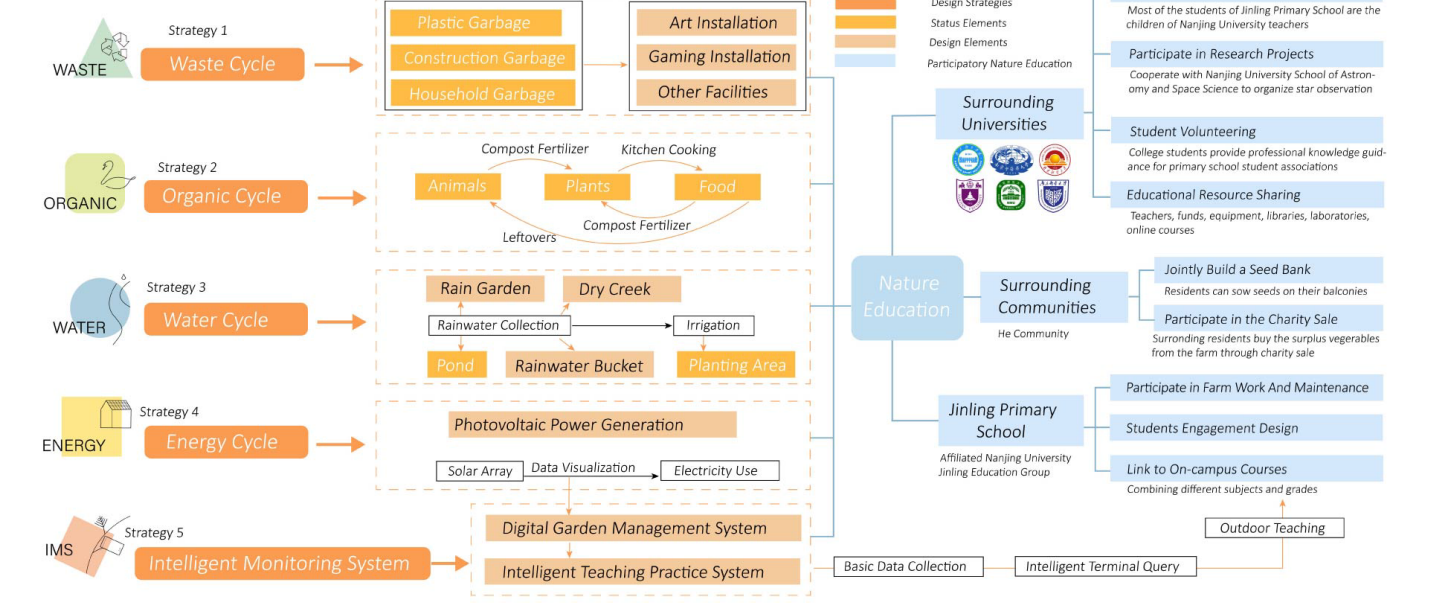 WASTE
Strategy 1
Waste Cycle
Plastic Garbage
Construction Garbage
Household Garbage
Art Installation
Gaming Installation
Other Facilities
ORGANIC
Strategy 2
Organic Cycle
Compost Fertilizer
Kitchen Cooking
Animals
Plants
Food
Compost Fertilizer
Leftovers
WATER
Strategy 3
Water Cycle
Rain Garden
Dry Creek
Rainwater Collection
Irrigation
Pond
Rainwater Bucket
Planting Area
ENERGY
Strategy 4
Energy Cycle
Photovoltaic Power Generation
Solar Array
Data Visualization
Electricity Use
IMS
Strategy 5
Intelligent Monitoring System
Digital Garden Management System
Intelligent Teaching Practice System
Basic Data Collection
Intelligent Terminal Query
Outdoor Teaching
Design Strategies
Status Elements
Design Elements
Participatory Nature Education
Nature
Education
Surrounding
Universities
Most of the students of Jinling Primary School are the
children of Nanjing University teachers
Participate in Research Projects
Cooperate with Nanjing University School of Astron-
omy and Space Science to organize star observation
Student Volunteering
College students provide professional knowledge guid-
ance for primary school student associations
Educational Resource Sharing
Teachers, funds, equipment, libraries, laboratories,
online courses
Surrounding
Communities
He Community
Jointly Build a Seed Bank
Residents can sow seeds on their balconies
Participate in the Charity Sale
Surronding residents buy the surplus vegerables
from the farm through charity sale
Jinling Primary
School
Affiliated Nanjing University
Jinling Education Group
Participate in Farm Work And Maintenance
Students Engagement Design
Link to On-campus Courses
Combining different subjects and grades